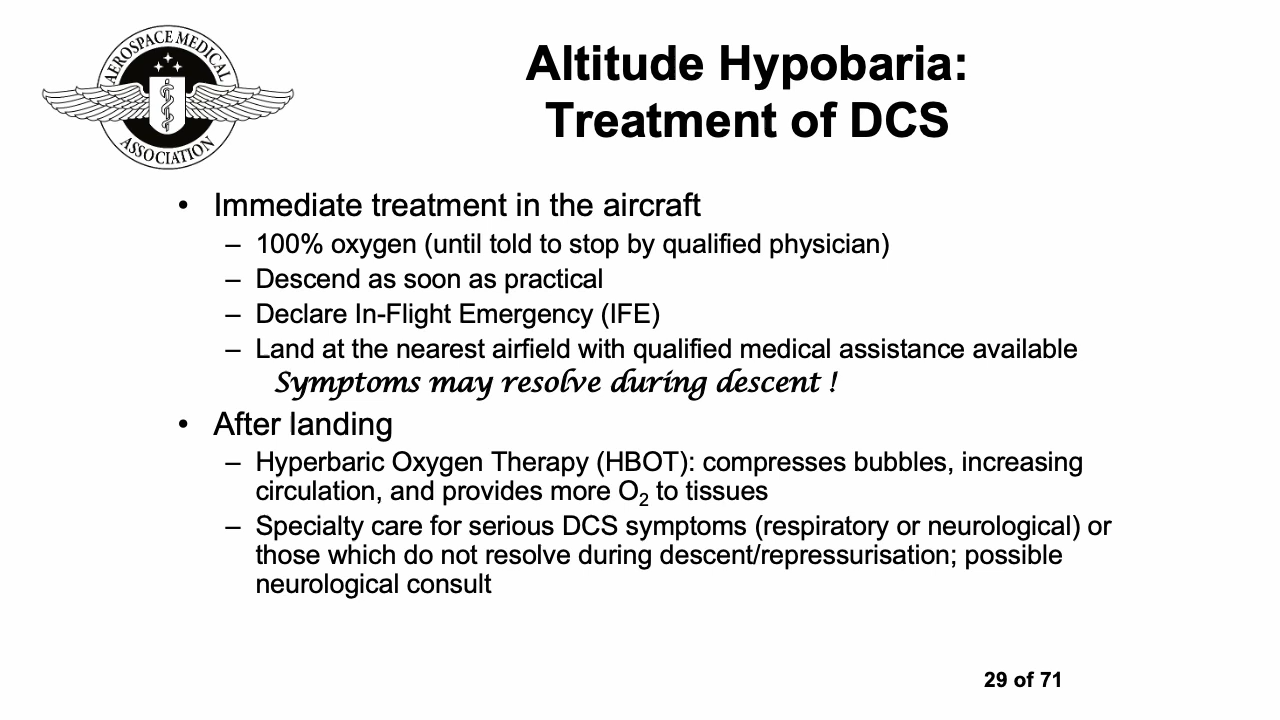 AEROSPACE MEDICAL
ASSOCIATION
Altitude Hypobaria:
Treatment of DCS
• Immediate treatment in the aircraft
– 100% oxygen (until told to stop by qualified physician)
– Descend as soon as practical
– Declare In-Flight Emergency (IFE)
– Land at the nearest airfield with qualified medical assistance available
Symptoms may resolve during descent !
• After landing
– Hyperbaric Oxygen Therapy (HBOT): compresses bubbles, increasing
circulation, and provides more O₂ to tissues
– Specialty care for serious DCS symptoms (respiratory or neurological) or
those which do not resolve during descent/repressurisation; possible
neurological consult
29 of 71